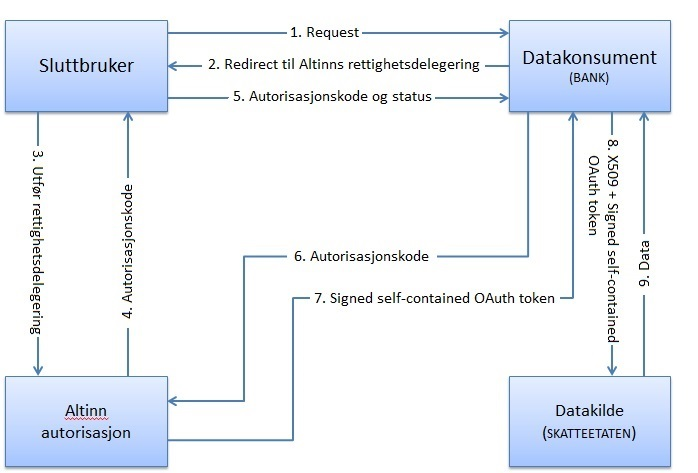 Sluttbruker
1. Request
2. Redirect til Altinns rettighetsdelegering
5. Autorisasjonskode og status
Datakonsument
(BANK)
3. Utfør rettighetsdelegering
4. Autorisasjonskode
8. X509 + Signed self-contained
OAuth token
9. Data
6. Autorisasjonskode
7. Signed self-contained OAuth token
Altinn
autorisasjon
Datakilde
(SKATTEETATEN)